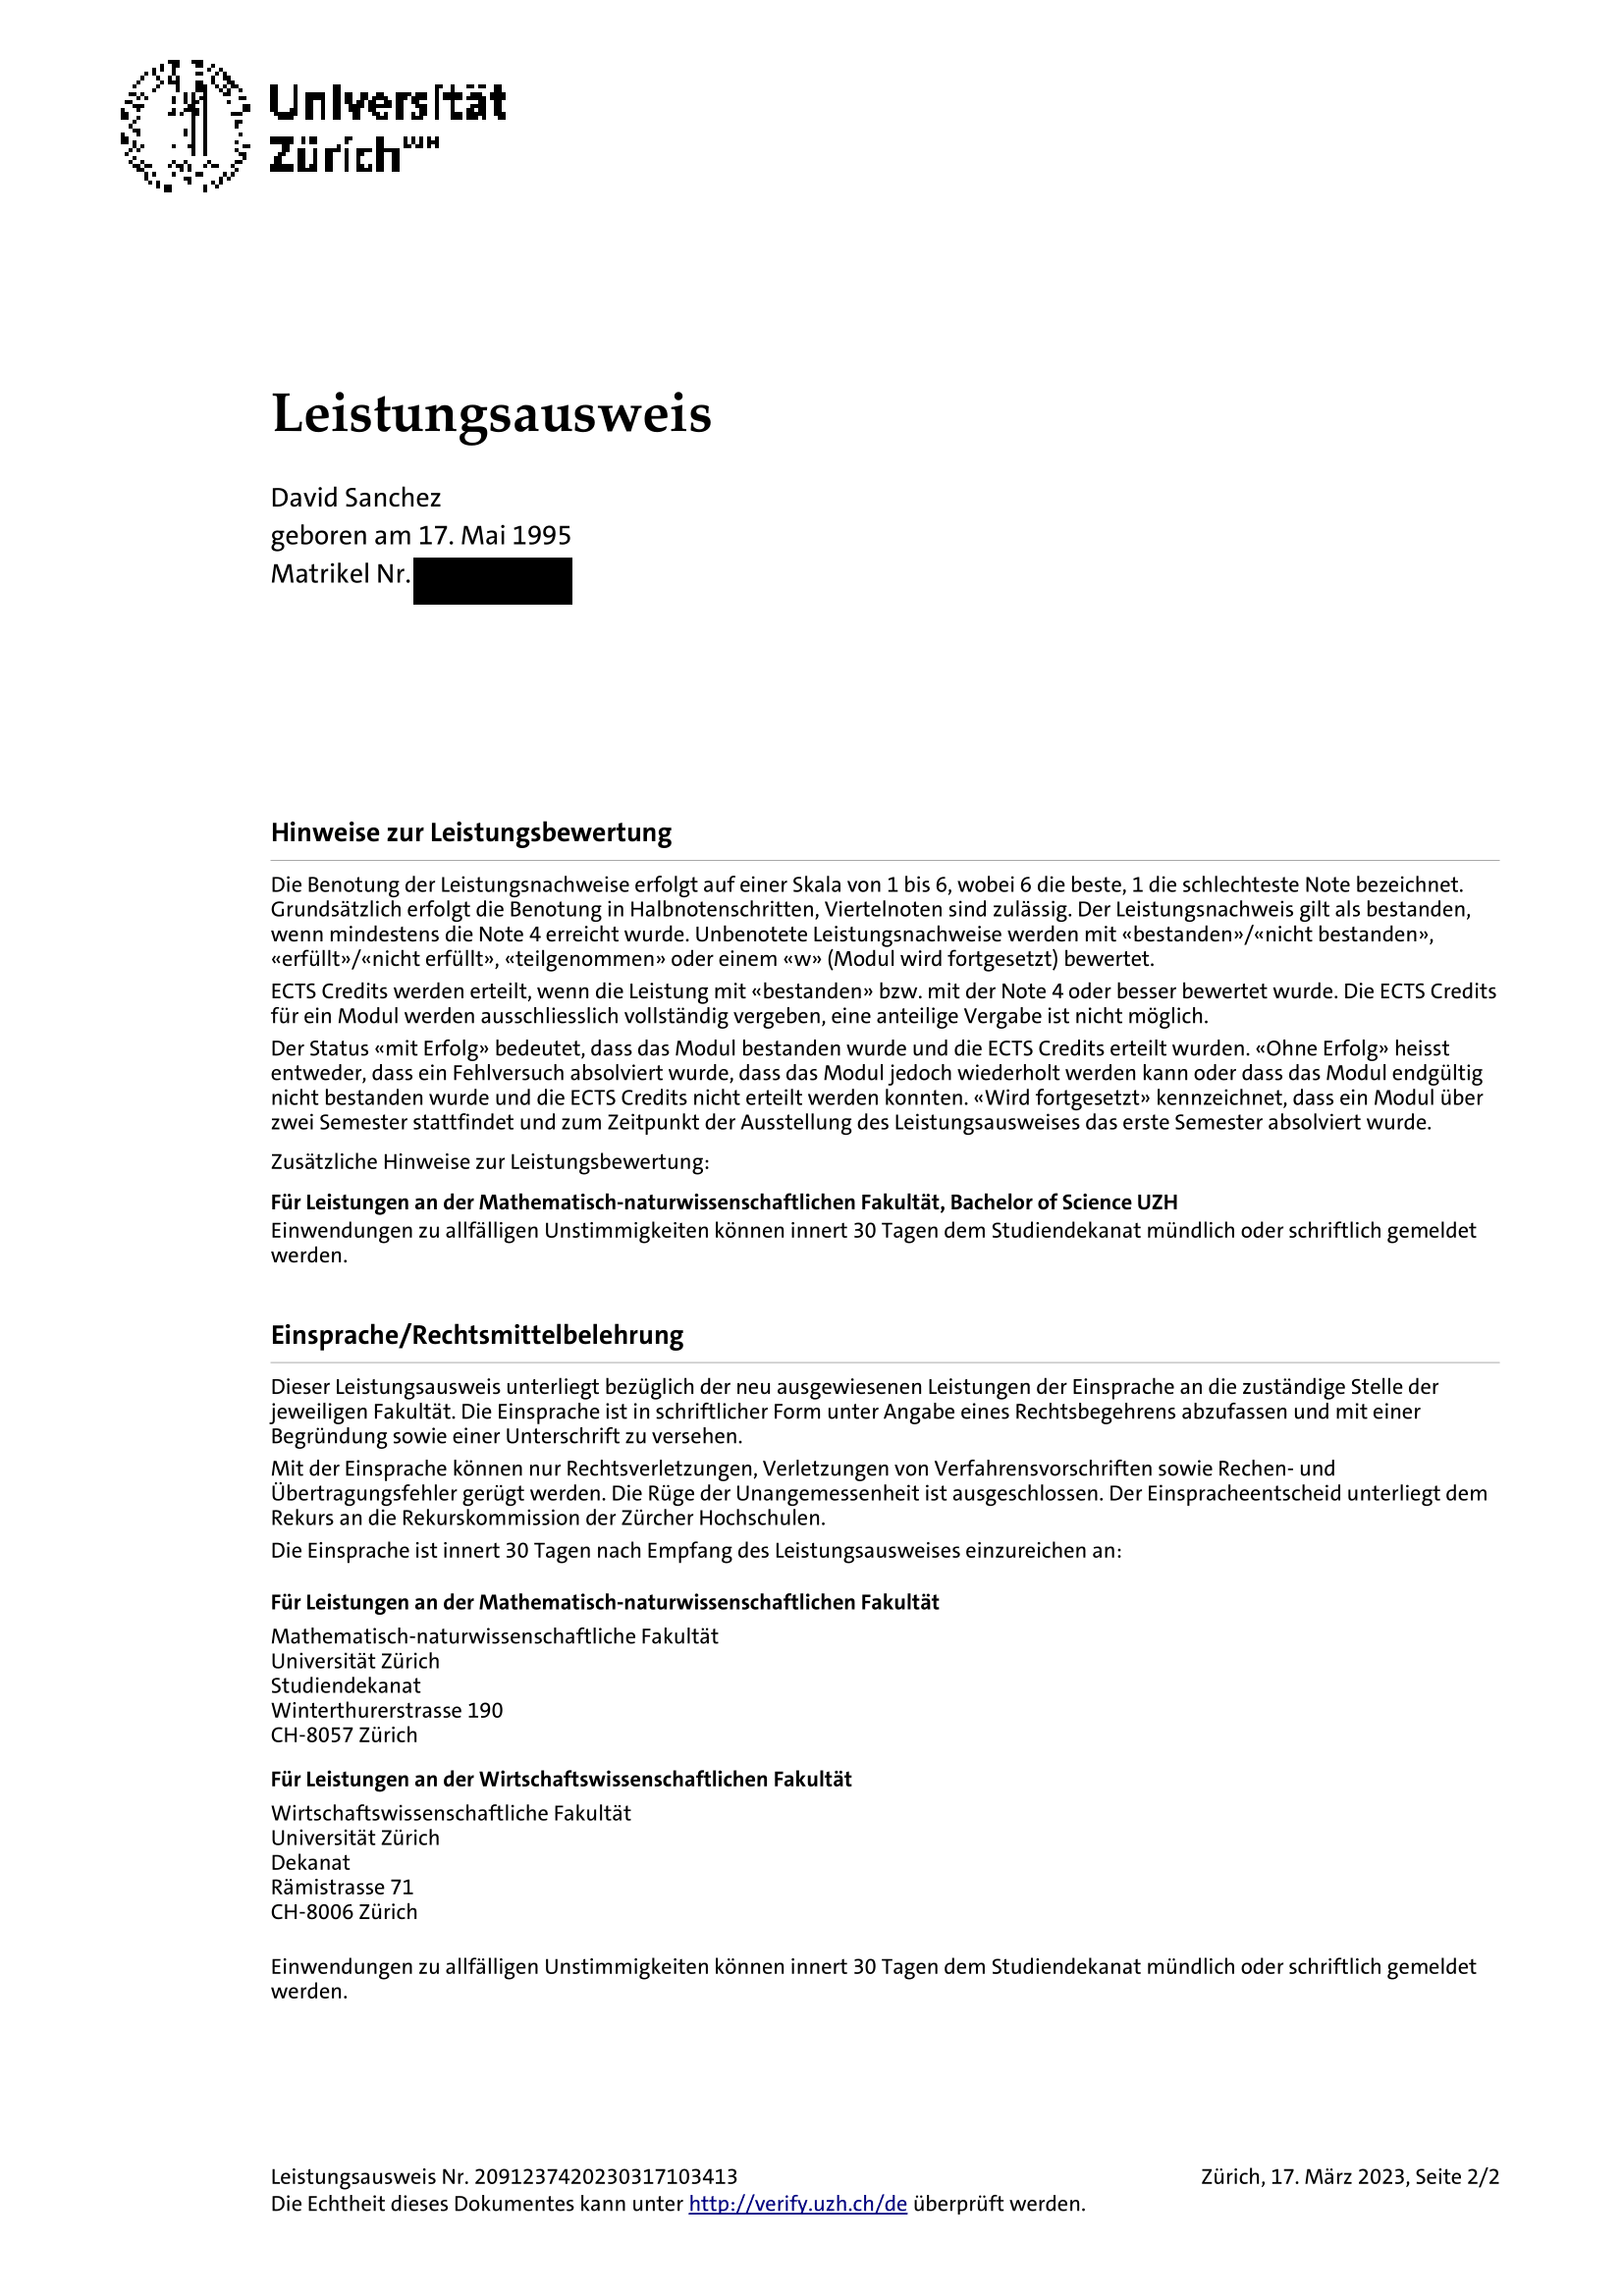 Universität
Zürich
Leistungsausweis
David Sanchez
geboren am 17. Mai 1995
Matrikel Nr.
Hinweise zur Leistungsbewertung
Die Benotung der Leistungsnachweise erfolgt auf einer Skala von 1 bis 6, wobei 6 die beste, 1 die schlechteste Note bezeichnet.
Grundsätzlich erfolgt die Benotung in Halbnotenschritten, Viertelnoten sind zulässig. Der Leistungsnachweis gilt als bestanden,
wenn mindestens die Note 4 erreicht wurde. Unbenotete Leistungsnachweise werden mit «bestanden»/«nicht bestanden»,
«erfüllt»/«nicht erfüllt», «teilgenommen» oder einem «w» (Modul wird fortgesetzt) bewertet.
ECTS Credits werden erteilt, wenn die Leistung mit «bestanden» bzw. mit der Note 4 oder besser bewertet wurde. Die ECTS Credits
für ein Modul werden ausschliesslich vollständig vergeben, eine anteilige Vergabe ist nicht möglich.
Der Status «mit Erfolg» bedeutet, dass das Modul bestanden wurde und die ECTS Credits erteilt wurden. «Ohne Erfolg» heisst
entweder, dass ein Fehlversuch absolviert wurde, dass das Modul jedoch wiederholt werden kann oder dass das Modul endgültig
nicht bestanden wurde und die ECTS Credits nicht erteilt werden konnten. «Wird fortgesetzt» kennzeichnet, dass ein Modul über
zwei Semester stattfindet und zum Zeitpunkt der Ausstellung des Leistungsausweises das erste Semester absolviert wurde.
Zusätzliche Hinweise zur Leistungsbewertung:
Für Leistungen an der Mathematisch-naturwissenschaftlichen Fakultät, Bachelor of Science UZH
Einwendungen zu allfälligen Unstimmigkeiten können innert 30 Tagen dem Studiendekanat mündlich oder schriftlich gemeldet
werden.
Einsprache/Rechtsmittelbelehrung
Dieser Leistungsausweis unterliegt bezüglich der neu ausgewiesenen Leistungen der Einsprache an die zuständige Stelle der
jeweiligen Fakultät. Die Einsprache ist in schriftlicher Form unter Angabe eines Rechtsbegehrens abzufassen und mit einer
Begründung sowie einer Unterschrift zu versehen.
Mit der Einsprache können nur Rechtsverletzungen, Verletzungen von Verfahrensvorschriften sowie Rechen- und
Übertragungsfehler gerügt werden. Die Rüge der Unangemessenheit ist ausgeschlossen. Der Einspracheentscheid unterliegt dem
Rekurs an die Rekurskommission der Zürcher Hochschulen.
Die Einsprache ist innert 30 Tagen nach Empfang des Leistungsausweises einzureichen an:
Für Leistungen an der Mathematisch-naturwissenschaftlichen Fakultät
Mathematisch-naturwissenschaftliche Fakultät
Universität Zürich
Studiendekanat
Winterthurerstrasse 190
CH-8057 Zürich
Für Leistungen an der Wirtschaftswissenschaftlichen Fakultät
Wirtschaftswissenschaftliche Fakultät
Universität Zürich
Dekanat
Rämistrasse 71
CH-8006 Zürich
Einwendungen zu allfälligen Unstimmigkeiten können innert 30 Tagen dem Studiendekanat mündlich oder schriftlich gemeldet
werden.
Leistungsausweis Nr. 2091237420230317103413 Zürich, 17. März 2023, Seite 2/2
Die Echtheit dieses Dokumentes kann unter http://verify.uzh.ch/de überprüft werden.